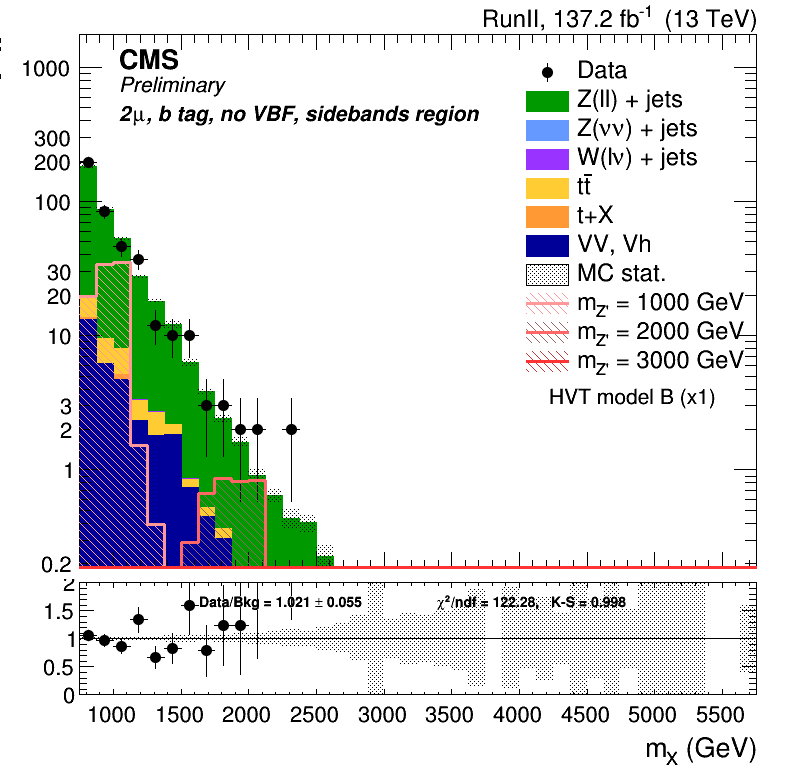 RunII, 137.2 fb⁻¹ (13 TeV)
CMS
Preliminary
2μ, b tag, no VBF, sidebands region
Data
Z(ll) + jets
Z(νν) + jets
W(lν) + jets
tt̄
t+X
VV, Vh
MC stat.
m_Z' = 1000 GeV
m_Z' = 2000 GeV
m_Z' = 3000 GeV
HVT model B (x1)
1000
300
200
100
30
20
10
3
2
1
0.2
Data/Bkg = 1.021 ± 0.055
χ²/ndf = 122.28, K-S = 0.998
2
1.5
1
0.5
0
1000 1500 2000 2500 3000 3500 4000 4500 5000 5500
m_X (GeV)